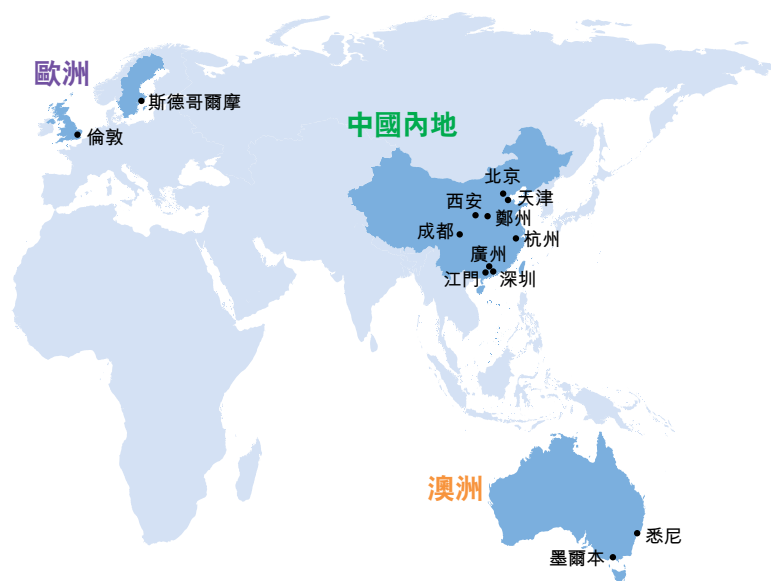 歐洲
斯德哥爾摩
倫敦
中國內地
北京
天津
西安
鄭州
成都
杭州
廣州
江門
深圳
澳洲
悉尼
墨爾本